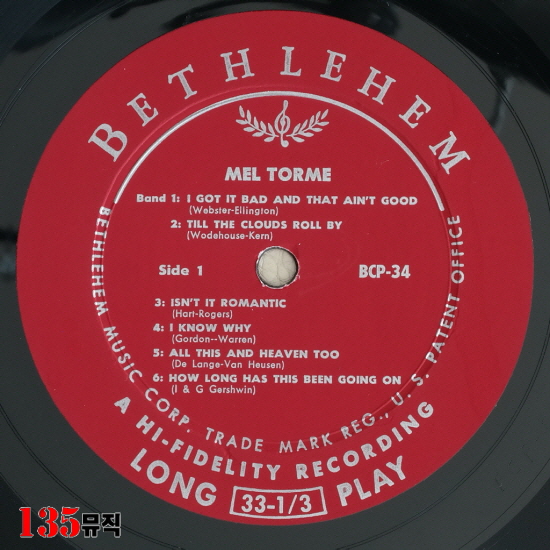 BETHLEHEM
MEL TORME
Band 1: I GOT IT BAD AND THAT AIN'T GOOD
(Webster-Ellington)
2: TILL THE CLOUDS ROLL BY
(Wodehouse-Kern)
Side 1
BCP-34
3: ISN'T IT ROMANTIC
(Hart-Rogers)
4: I KNOW WHY
(Gordon--Warren)
5: ALL THIS AND HEAVEN TOO
(De Lange-Van Heusen)
6: HOW LONG HAS THIS BEEN GOING ON
(I & G Gershwin)
BETHLEHEM MUSIC CORP. TRADE MARK REG., U. S. PATENT OFFICE
A HI-FIDELITY RECORDING
LONG 33-1/3 PLAY
135뮤직